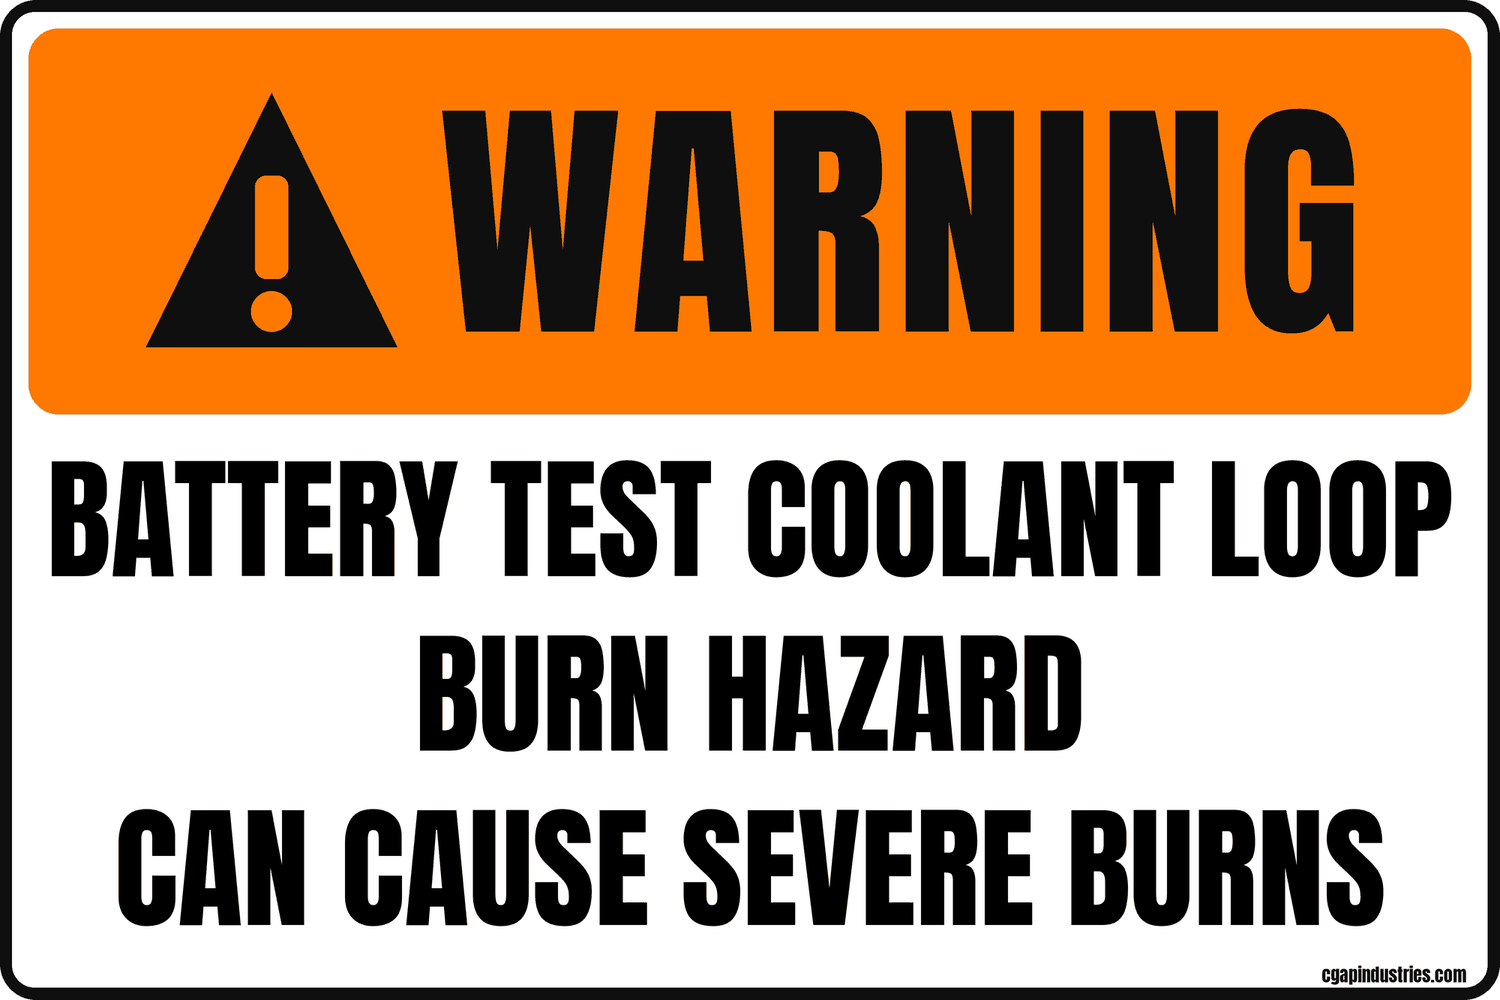 WARNING
BATTERY TEST COOLANT LOOP
BURN HAZARD
CAN CAUSE SEVERE BURNS
cgapindustries.com